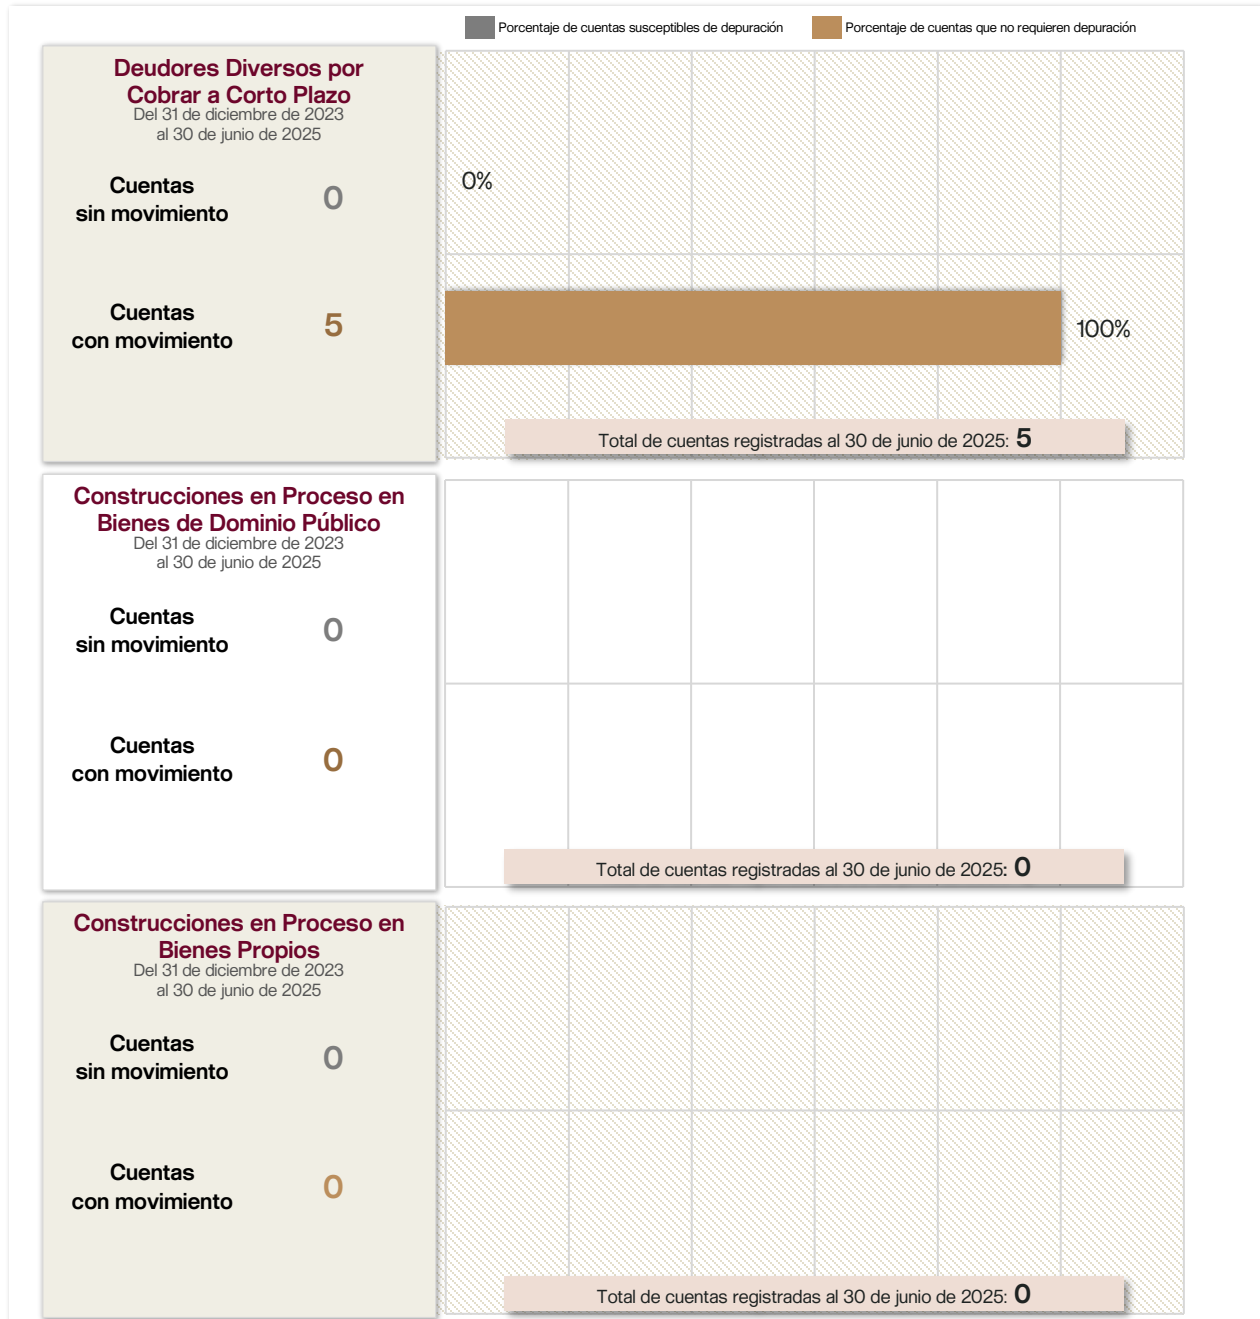 Porcentaje de cuentas susceptibles de depuración
Porcentaje de cuentas que no requieren depuración
Deudores Diversos por
Cobrar a Corto Plazo
Del 31 de diciembre de 2023
al 30 de junio de 2025
Cuentas
sin movimiento
0
0%
Cuentas
con movimiento
5
100%
Total de cuentas registradas al 30 de junio de 2025: 5
Construcciones en Proceso en
Bienes de Dominio Público
Del 31 de diciembre de 2023
al 30 de junio de 2025
Cuentas
sin movimiento
0
Cuentas
con movimiento
0
Total de cuentas registradas al 30 de junio de 2025: 0
Construcciones en Proceso en
Bienes Propios
Del 31 de diciembre de 2023
al 30 de junio de 2025
Cuentas
sin movimiento
0
Cuentas
con movimiento
0
Total de cuentas registradas al 30 de junio de 2025: 0